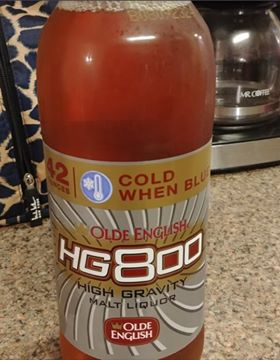 42
OUNCES
COLD
WHEN BLUE
OLDE ENGLISH
HG800
HIGH GRAVITY
MALT LIQUOR
OLDE
ENGLISH
MR. COFFEE